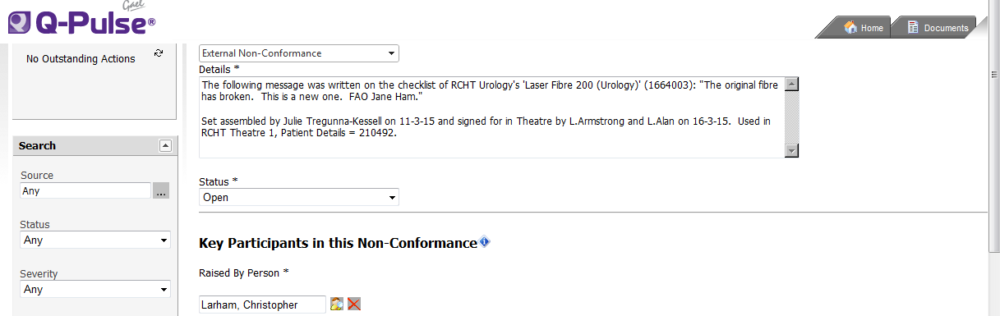 Gael
Q-Pulse®
Home
Documents
No Outstanding Actions
External Non-Conformance
Details *
The following message was written on the checklist of RCHT Urology's 'Laser Fibre 200 (Urology)' (1664003): "The original fibre
has broken.  This is a new one.  FAO Jane Ham."
Set assembled by Julie Tregunna-Kessell on 11-3-15 and signed for in Theatre by L.Armstrong and L.Alan on 16-3-15.  Used in
RCHT Theatre 1, Patient Details = 210492.
Search
Source
Any
...
Status
Any
Severity
Any
Status *
Open
Key Participants in this Non-Conformance
Raised By Person *
Larham, Christopher